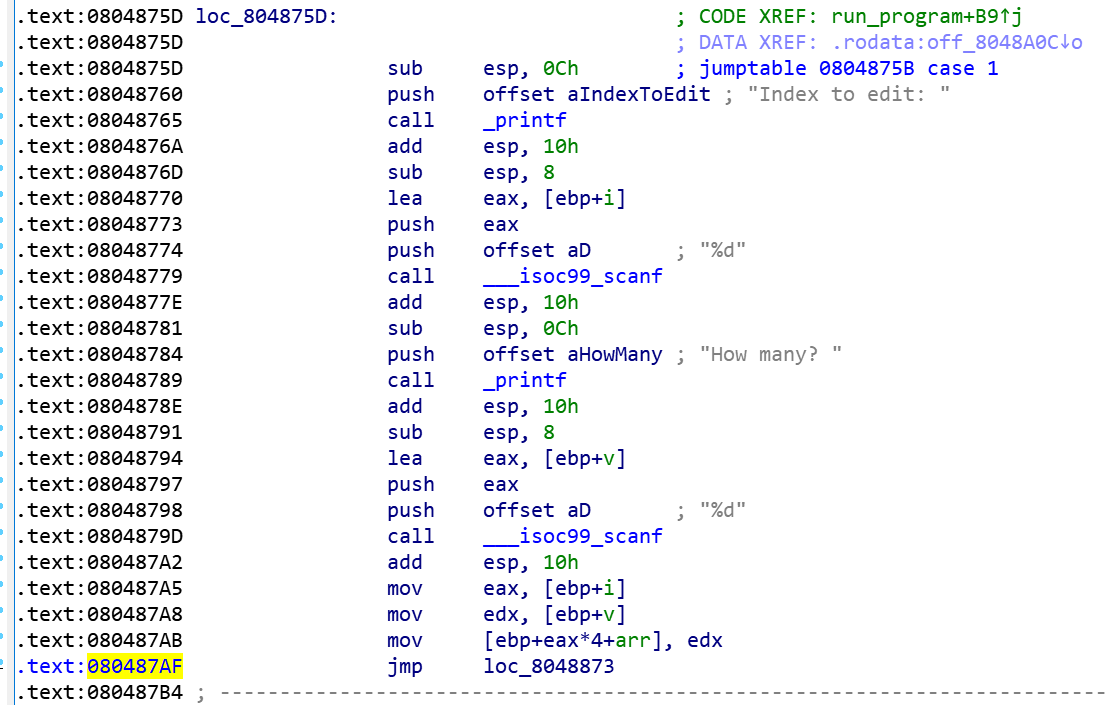 .text:0804875D loc_804875D: ; CODE XREF: run_program+B9↑j
.text:0804875D ; DATA XREF: .rodata:off_8048A0C↓o
.text:0804875D sub esp, 0Ch ; jumptable 0804875B case 1
.text:08048760 push offset aIndexToEdit ; "Index to edit: "
.text:08048765 call _printf
.text:0804876A add esp, 10h
.text:0804876D sub esp, 8
.text:08048770 lea eax, [ebp+i]
.text:08048773 push eax
.text:08048774 push offset aD ; "%d"
.text:08048779 call ___isoc99_scanf
.text:0804877E add esp, 10h
.text:08048781 sub esp, 0Ch
.text:08048784 push offset aHowMany ; "How many? "
.text:08048789 call _printf
.text:0804878E add esp, 10h
.text:08048791 sub esp, 8
.text:08048794 lea eax, [ebp+v]
.text:08048797 push eax
.text:08048798 push offset aD ; "%d"
.text:0804879D call ___isoc99_scanf
.text:080487A2 add esp, 10h
.text:080487A5 mov eax, [ebp+i]
.text:080487A8 mov edx, [ebp+v]
.text:080487AB mov [ebp+eax*4+arr], edx
.text:080487AF jmp loc_8048873
.text:080487B4 ; ---------------------------------------------------------------------------